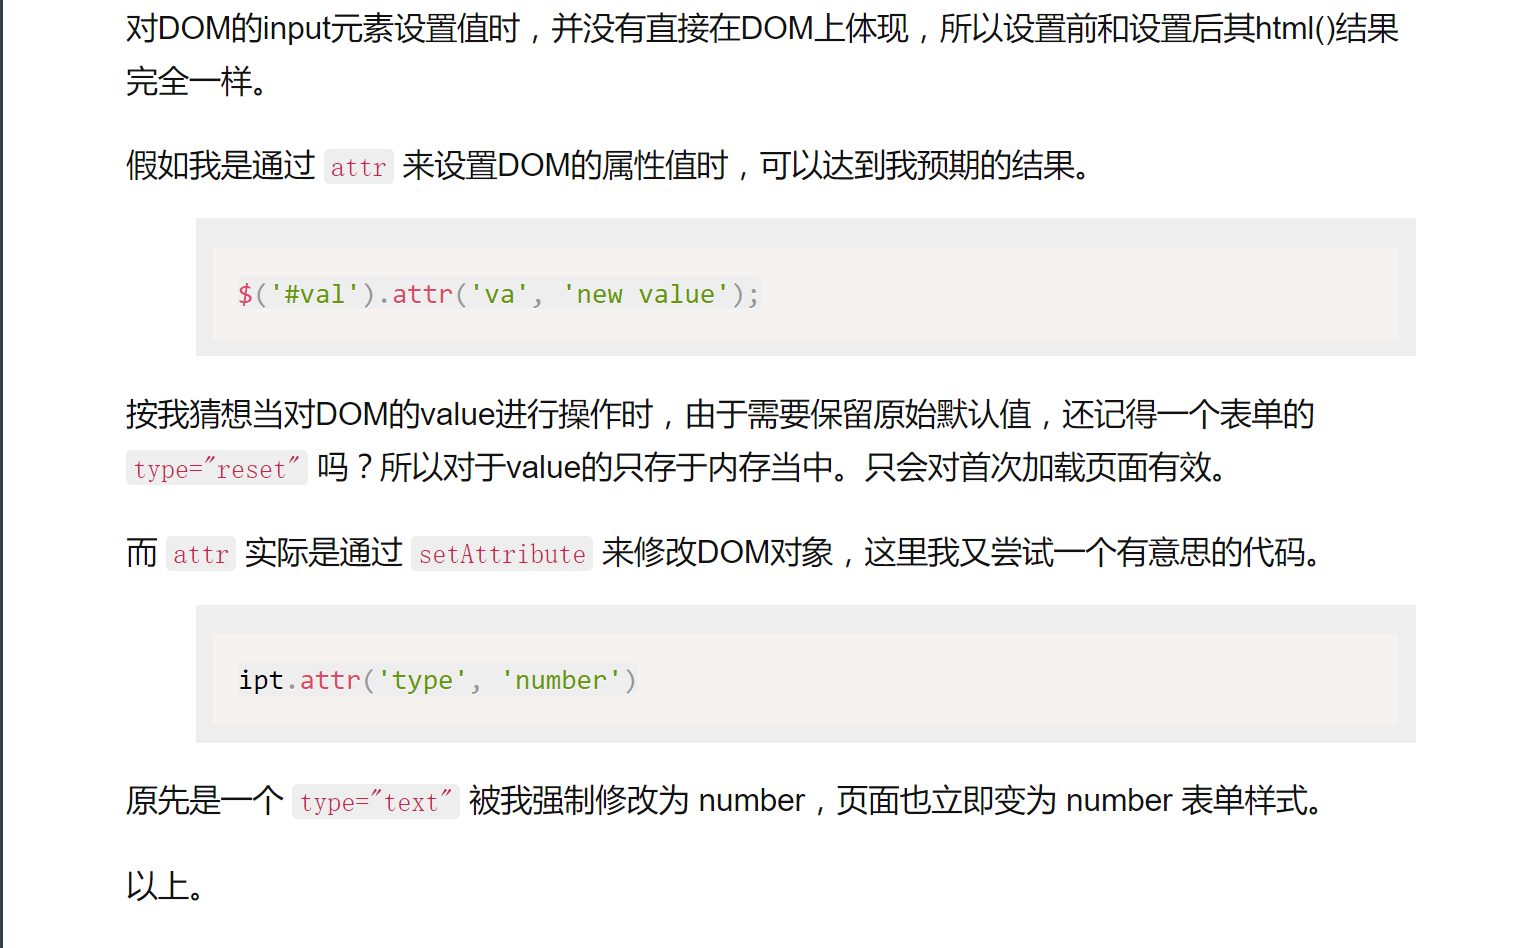 对DOM的input元素设置值时，并没有直接在DOM上体现，所以设置前和设置后其html()结果
完全一样。
假如我是通过 attr 来设置DOM的属性值时，可以达到我预期的结果。
$('#val').attr('va', 'new value');
按我猜想当对DOM的value进行操作时，由于需要保留原始默认值，还记得一个表单的
type="reset" 吗？所以对于value的只存于内存当中。只会对首次加载页面有效。
而 attr 实际是通过 setAttribute 来修改DOM对象，这里我又尝试一个有意思的代码。
ipt.attr('type', 'number')
原先是一个 type="text" 被我强制修改为 number，页面也立即变为 number 表单样式。
以上。